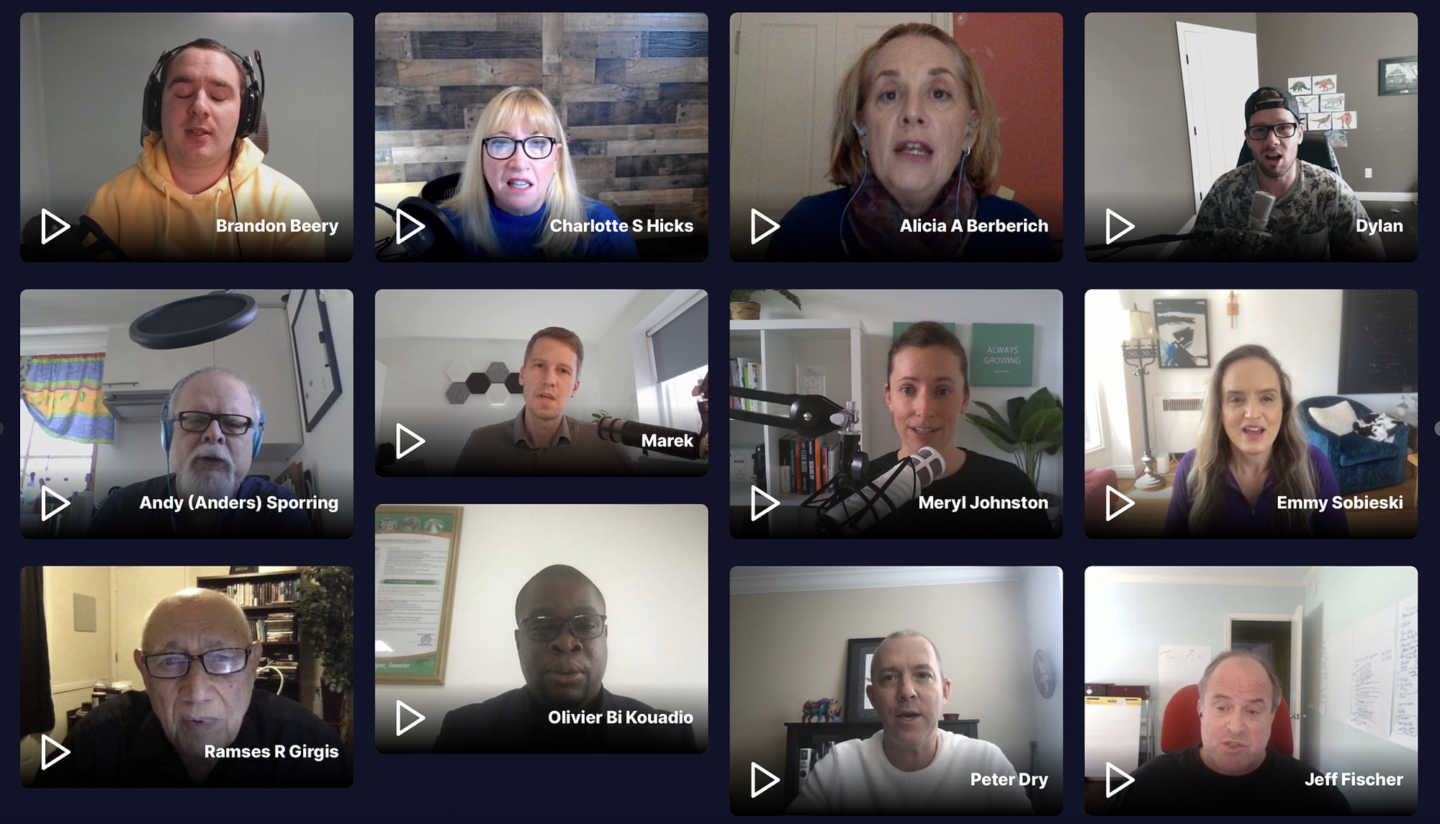 Brandon Beery
Charlotte S Hicks
Alicia A Berberich
Dylan
Andy (Anders) Sporring
Marek
ALWAYS
GROWING
Meryl Johnston
Emmy Sobieski
Ramses R Girgis
Olivier Bi Kouadio
Peter Dry
Jeff Fischer